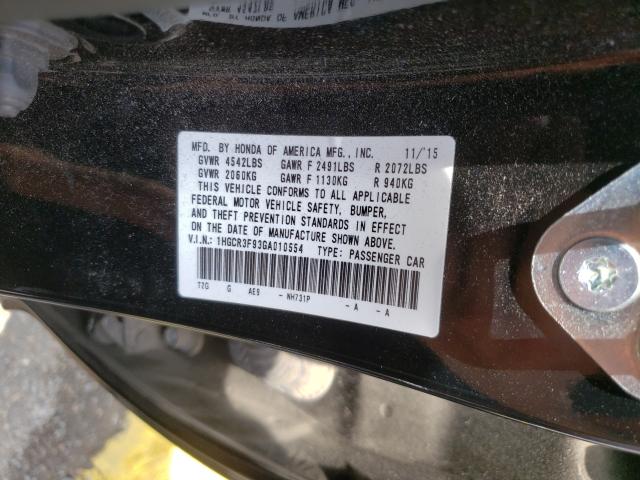 MFD. BY HONDA OF AMERICA MFG., INC. 11/'15
GVWR 4542LBS GAWR F 2491LBS R 2072LBS
GVWR 2060KG GAWR F 1130KG R 940KG
THIS VEHICLE CONFORMS TO ALL APPLICABLE
FEDERAL MOTOR VEHICLE SAFETY, BUMPER,
AND THEFT PREVENTION STANDARDS IN EFFECT
ON THE DATE OF MANUFACTURE SHOWN ABOVE.
V.I.N.: 1HGCR3F93GA010554 TYPE: PASSENGER CAR
T2G G AE9 - NH731P - A - A